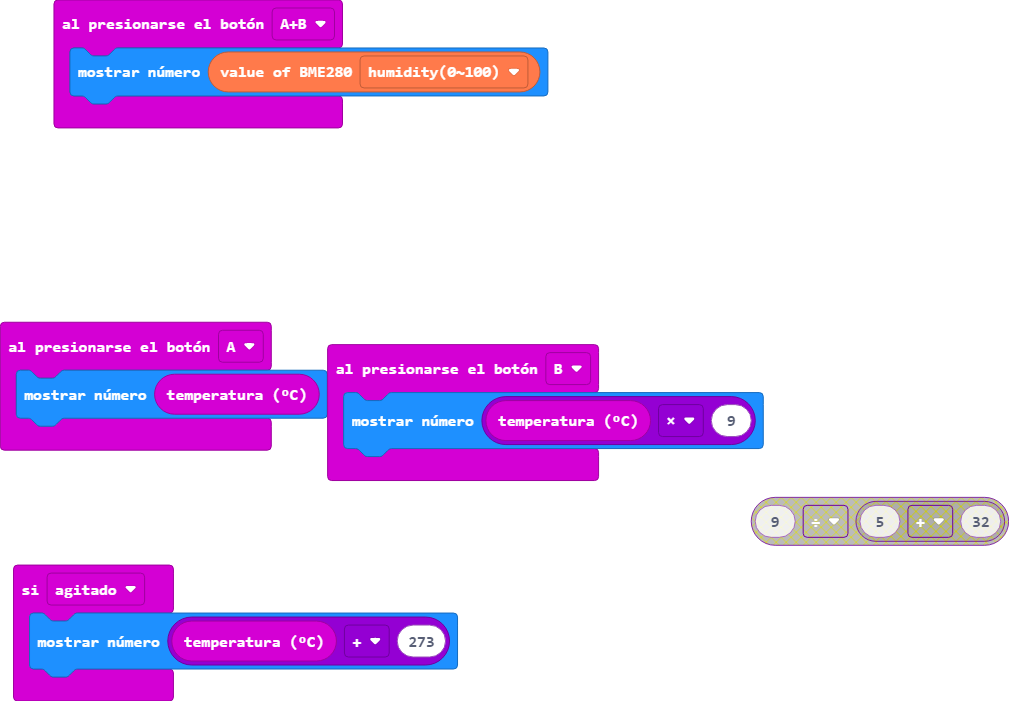 al presionarse el botón A+B
mostrar número value of BME280 humidity(0~100)
al presionarse el botón A
mostrar número temperatura (ºC)
al presionarse el botón B
mostrar número temperatura (ºC) × 9
9 ÷ 5 + 32
si agitado
mostrar número temperatura (ºC) + 273